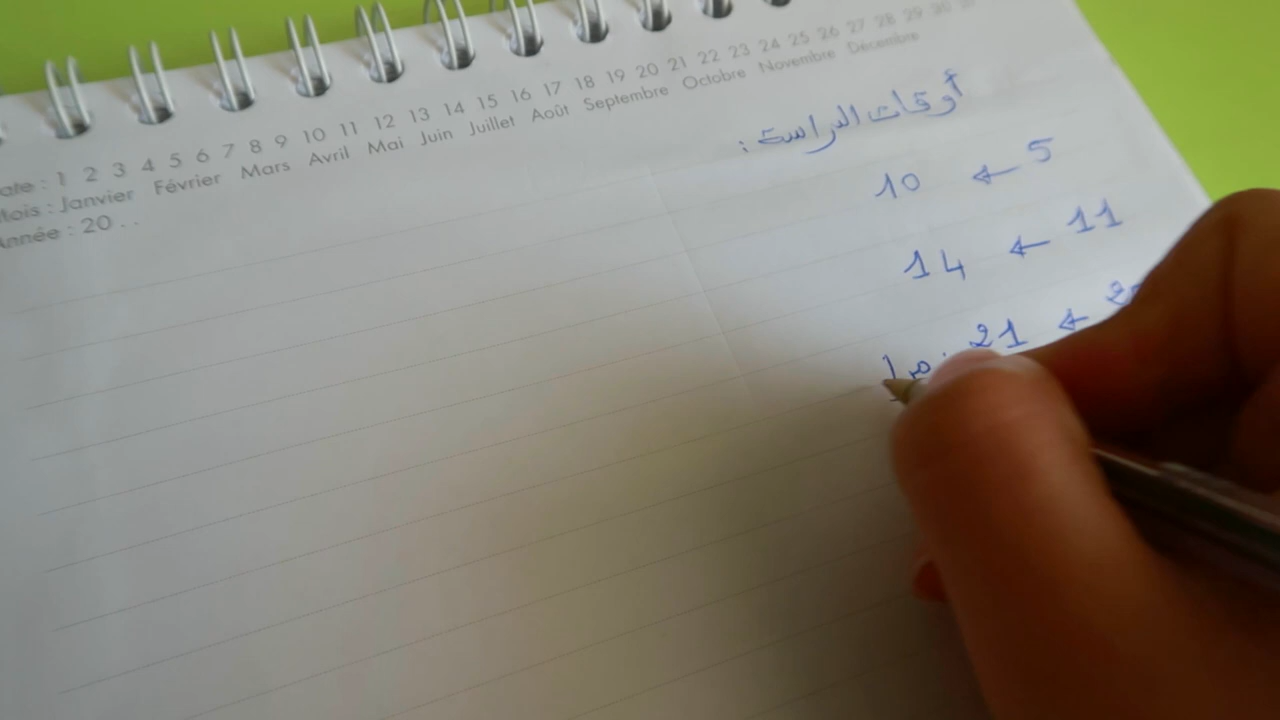 ate : 1 2 3 4 5 6 7 8 9 10 11 12 13 14 15 16 17 18 19 20 21 22 23 24 25 26 27 28 29 30 31
Mois : Janvier Février Mars Avril Mai Juin Juillet Août Septembre Octobre Novembre Décembre
Année : 20 . .
أوقات الدراسة :
5 ← 10
11 ← 14
← 21